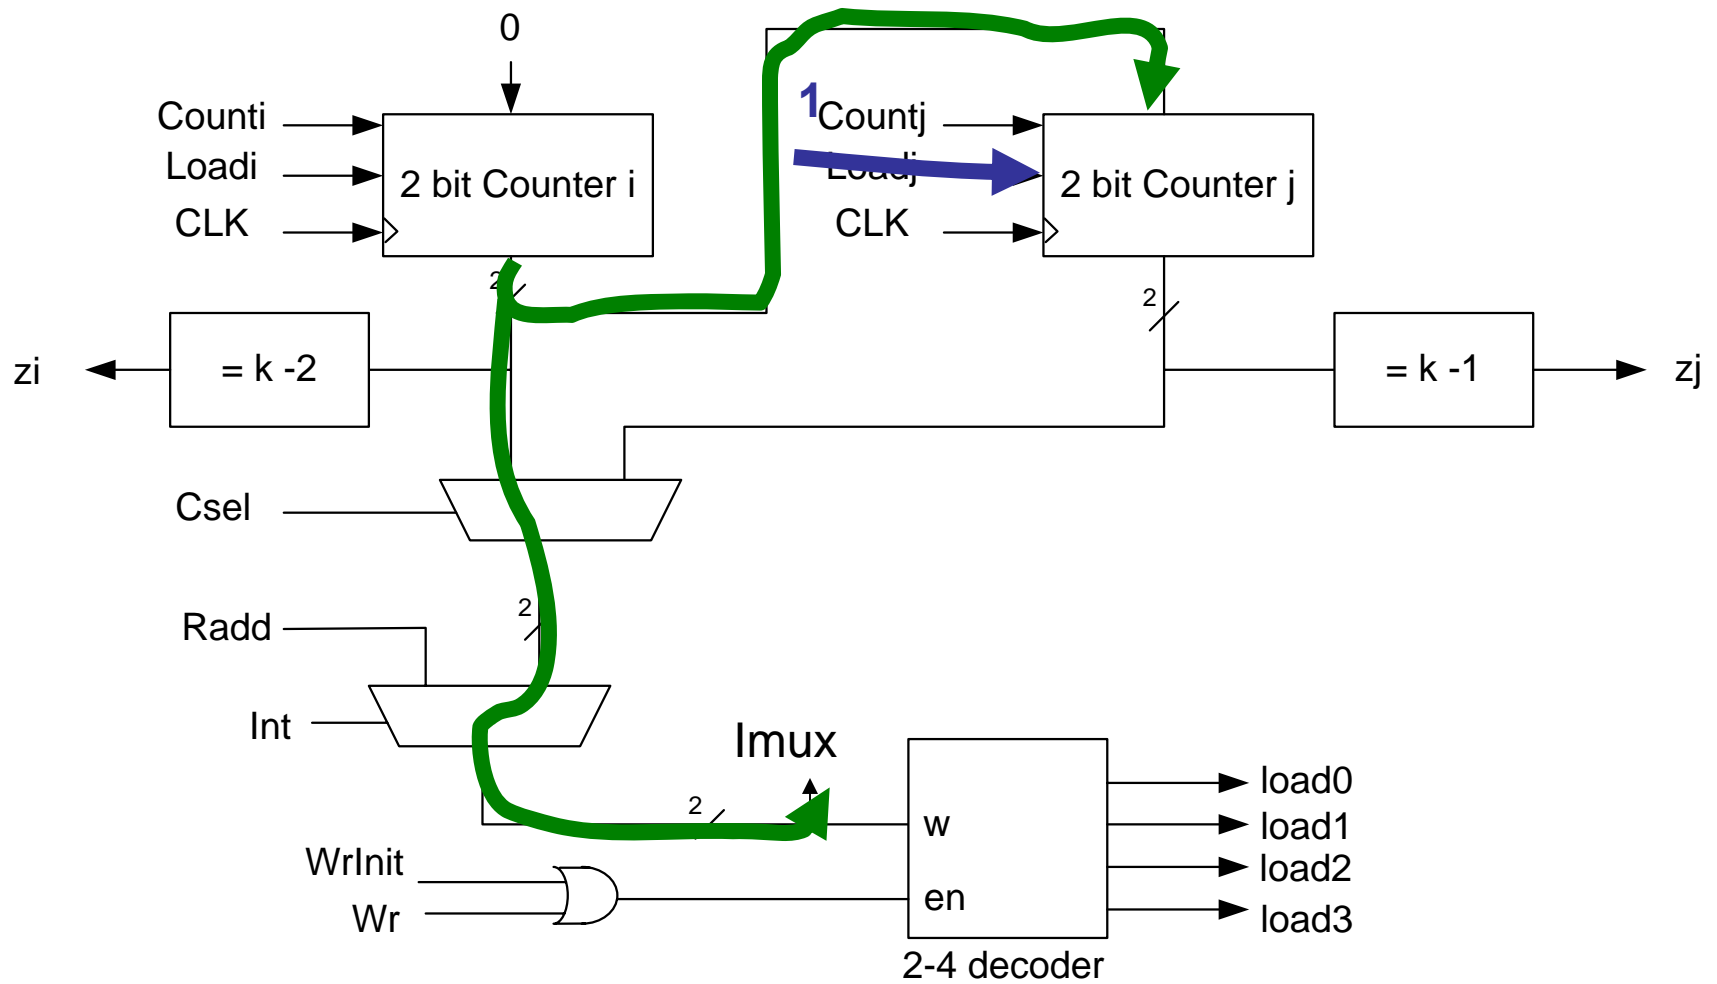 0
1
Counti
Countj
Loadi
Loadj
2 bit Counter i
2 bit Counter j
CLK
CLK
2
2
zi
= k -2
= k -1
zj
Csel
2
Radd
Int
Imux
load0
2
w
load1
WrInit
load2
en
Wr
load3
2-4 decoder